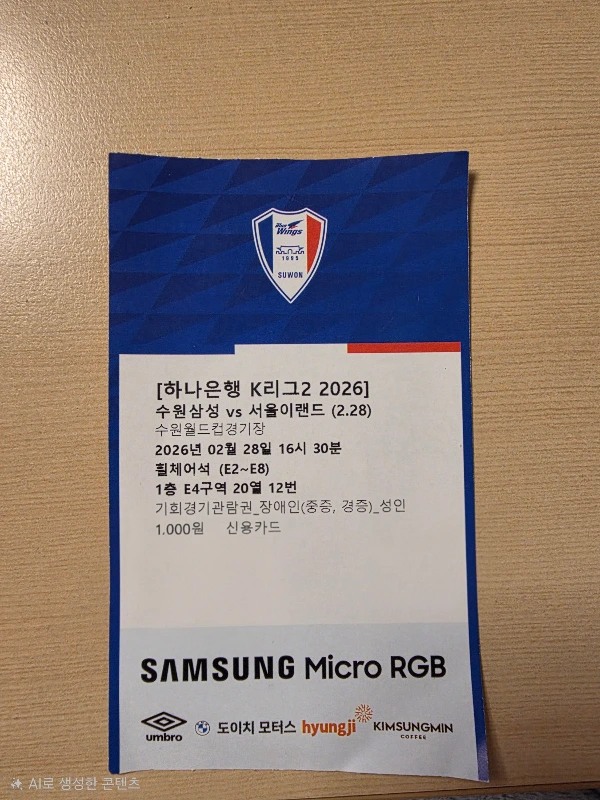 Blue Wings
1995
SUWON
[하나은행 K리그2 2026]
수원삼성 vs 서울이랜드 (2.28)
수원월드컵경기장
2026년 02월 28일 16시 30분
휠체어석 (E2~E8)
1층 E4구역 20열 12번
기회경기관람권_장애인(중증, 경증)_성인
1.000원 신용카드
SAMSUNG Micro RGB
umbro 도이치 모터스 hyungji KIMSUNGMIN
COFFEE
AI로 생성한 콘텐츠